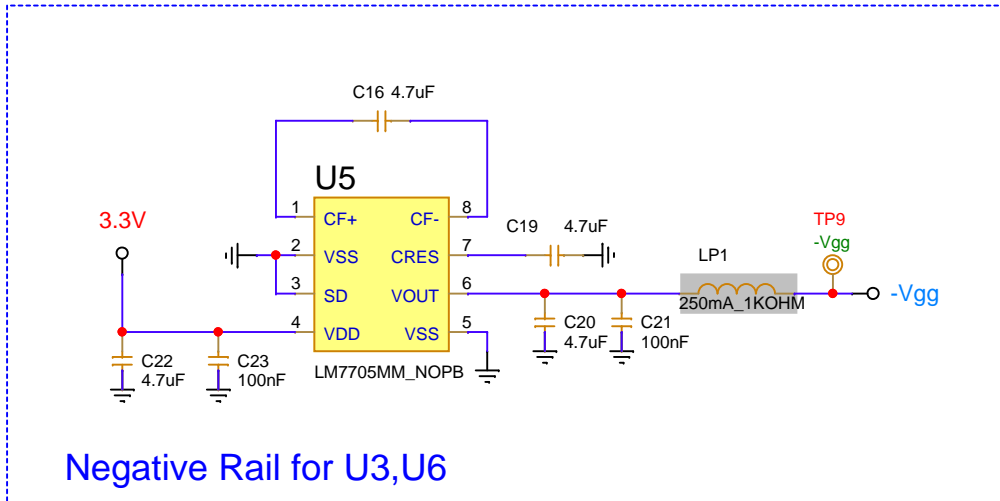 C16 4.7uF
U5
1 CF+ CF- 8
2 VSS CRES 7
3 SD VOUT 6
4 VDD VSS 5
LM7705MM_NOPB
3.3V
C22
4.7uF
C23
100nF
C19 4.7uF
C20
4.7uF
C21
100nF
LP1
250mA_1KOHM
TP9
-Vgg
-Vgg
Negative Rail for U3,U6